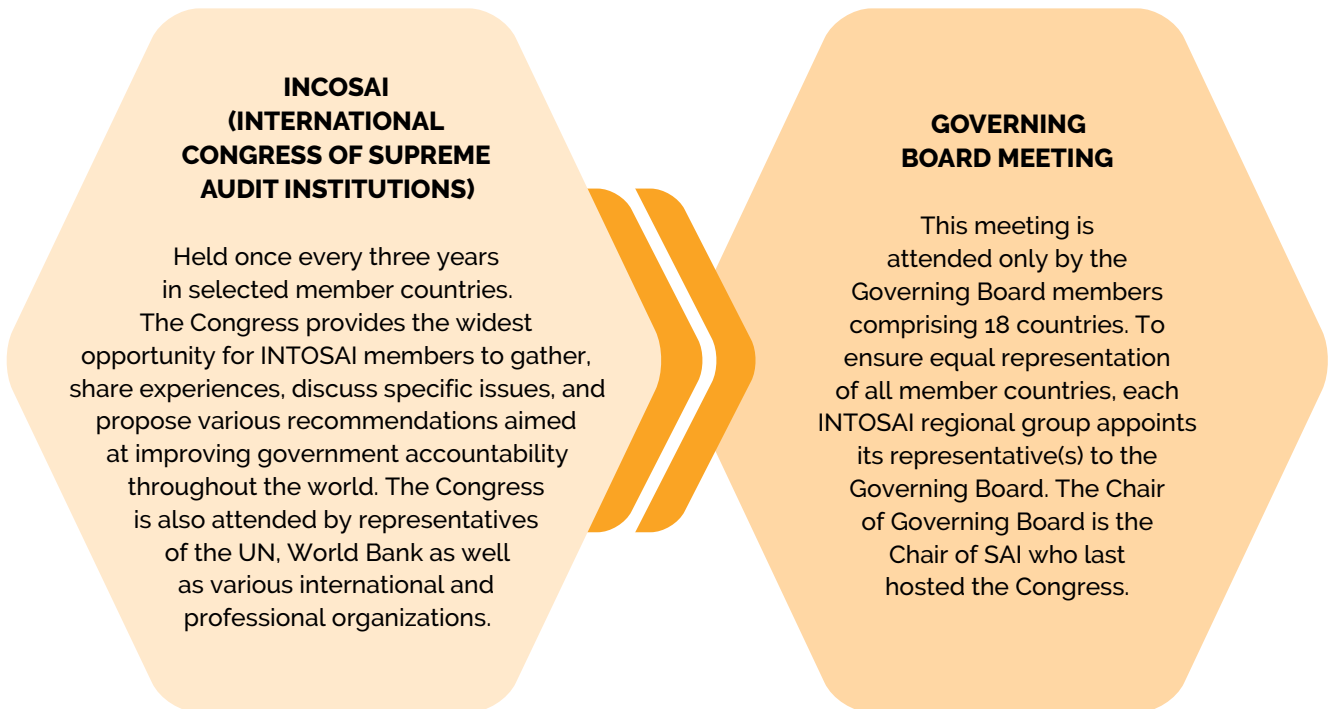 INCOSAI
(INTERNATIONAL
CONGRESS OF SUPREME
AUDIT INSTITUTIONS)
Held once every three years
in selected member countries.
The Congress provides the widest
opportunity for INTOSAI members to gather,
share experiences, discuss specific issues, and
propose various recommendations aimed
at improving government accountability
throughout the world. The Congress
is also attended by representatives
of the UN, World Bank as well
as various international and
professional organizations.
GOVERNING
BOARD MEETING
This meeting is
attended only by the
Governing Board members
comprising 18 countries. To
ensure equal representation
of all member countries, each
INTOSAI regional group appoints
its representative(s) to the
Governing Board. The Chair
of Governing Board is the
Chair of SAI who last
hosted the Congress.